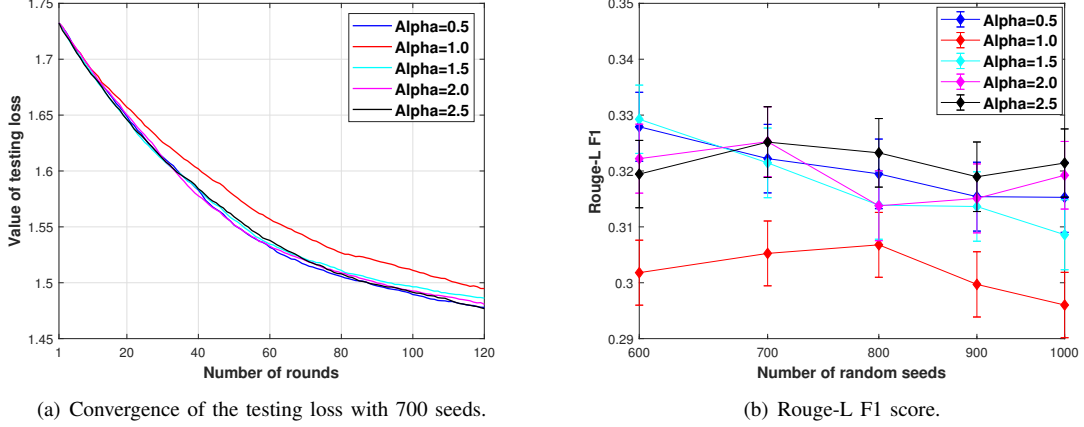 1.75
1.7
1.65
1.6
1.55
1.5
1.45
Value of testing loss
1 20 40 60 80 100 120
Number of rounds
Alpha=0.5
Alpha=1.0
Alpha=1.5
Alpha=2.0
Alpha=2.5
(a) Convergence of the testing loss with 700 seeds.
0.35
0.34
0.33
0.32
0.31
0.3
0.29
Rouge-L F1
600 700 800 900 1000
Number of random seeds
Alpha=0.5
Alpha=1.0
Alpha=1.5
Alpha=2.0
Alpha=2.5
(b) Rouge-L F1 score.